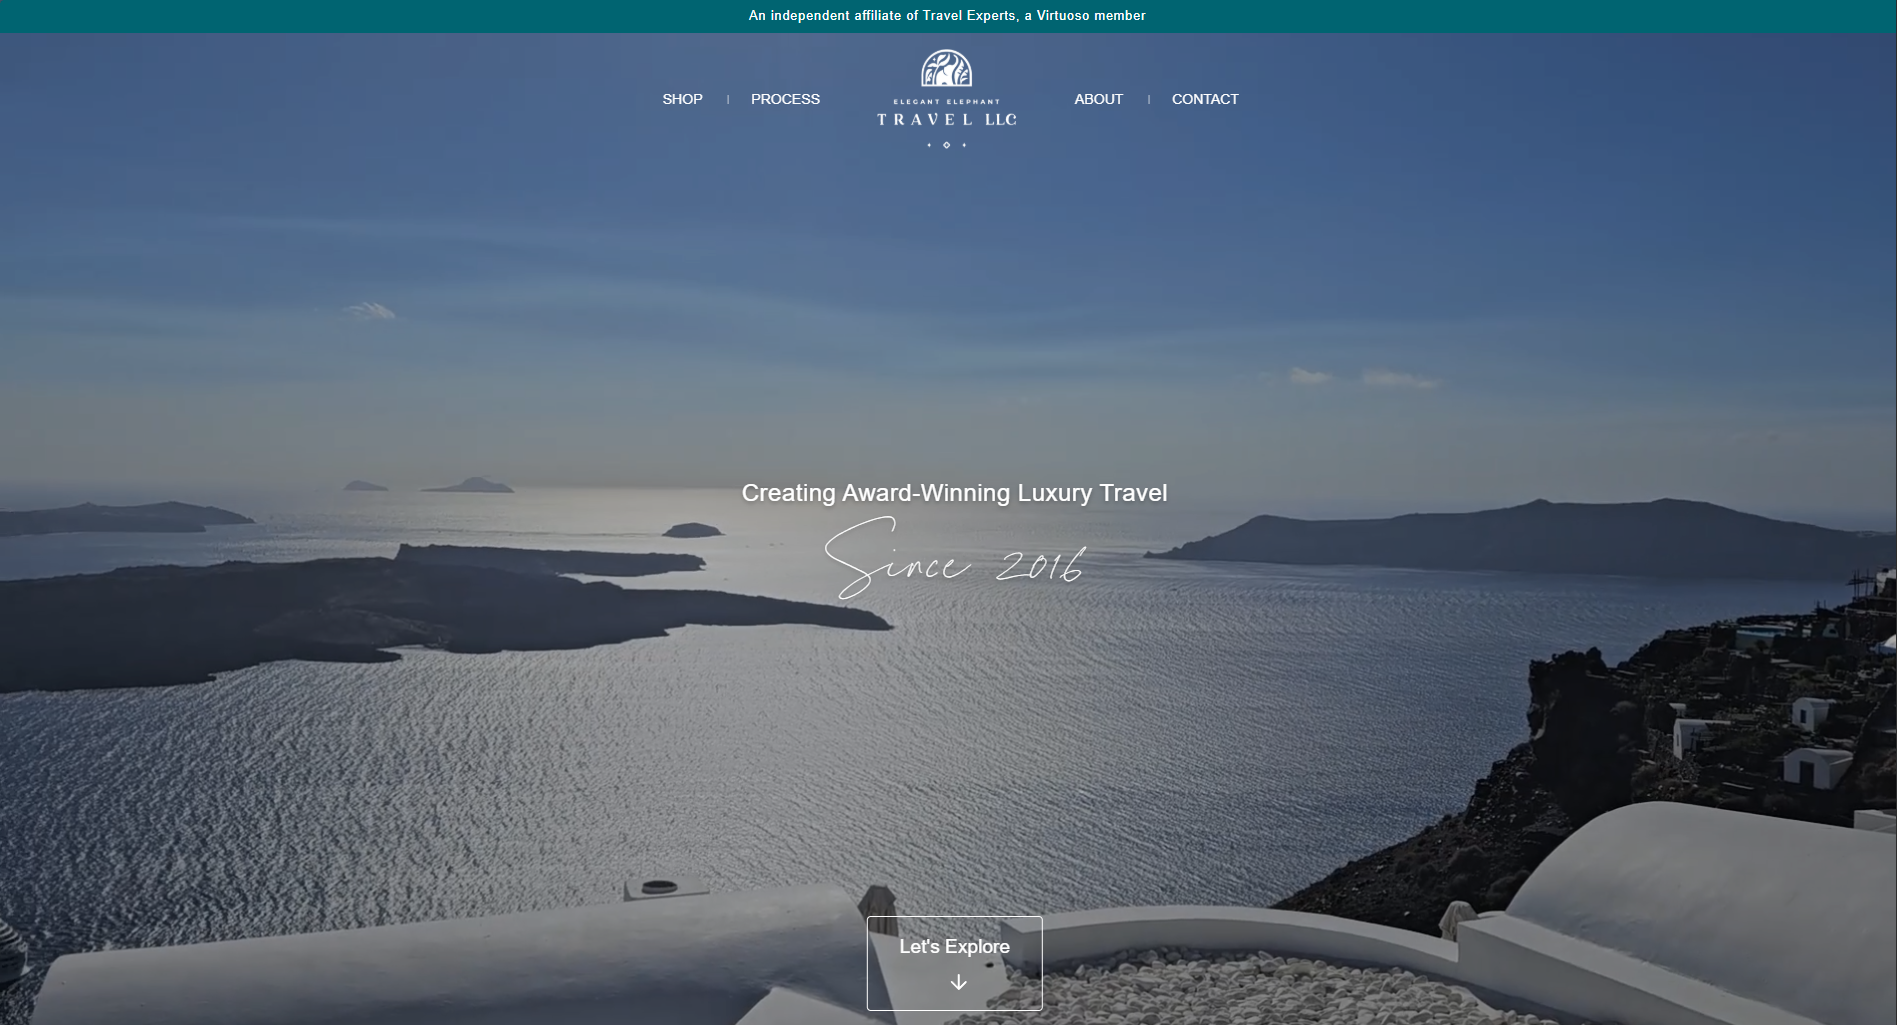 An independent affiliate of Travel Experts, a Virtuoso member
SHOP | PROCESS
ELEGANT ELEPHANT
TRAVEL LLC
ABOUT | CONTACT
Creating Award-Winning Luxury Travel
Since 2016
Let's Explore